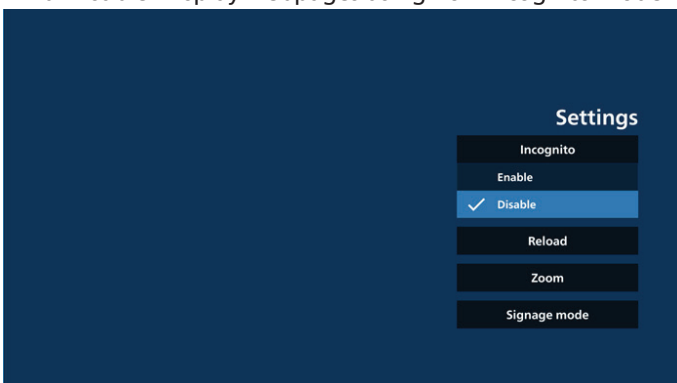 Settings
Incognito
Enable
Disable
Reload
Zoom
Signage mode